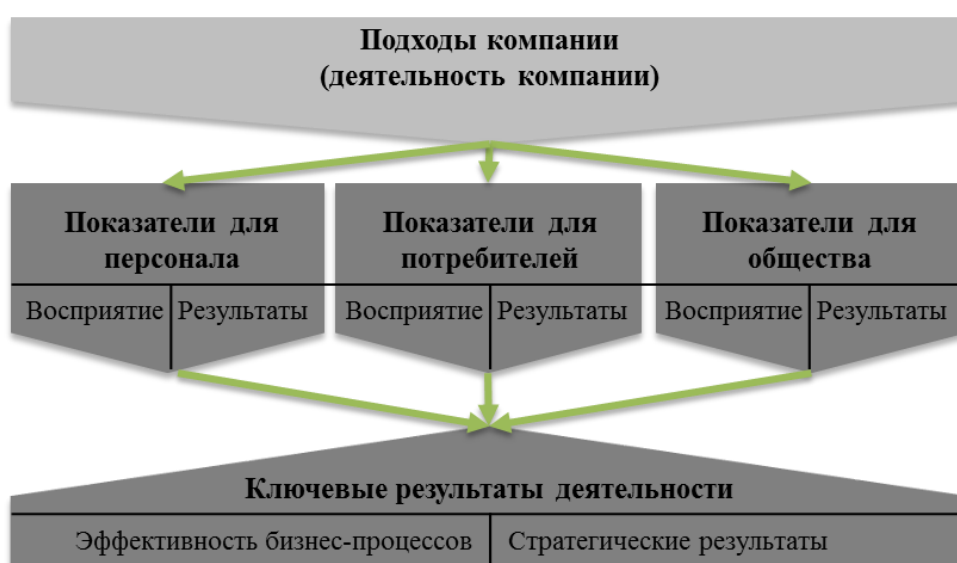 Подходы компании
(деятельность компании)
Показатели для
персонала
Восприятие Результаты
Показатели для
потребителей
Восприятие Результаты
Показатели для
общества
Восприятие Результаты
Ключевые результаты деятельности
Эффективность бизнес-процессов Стратегические результаты